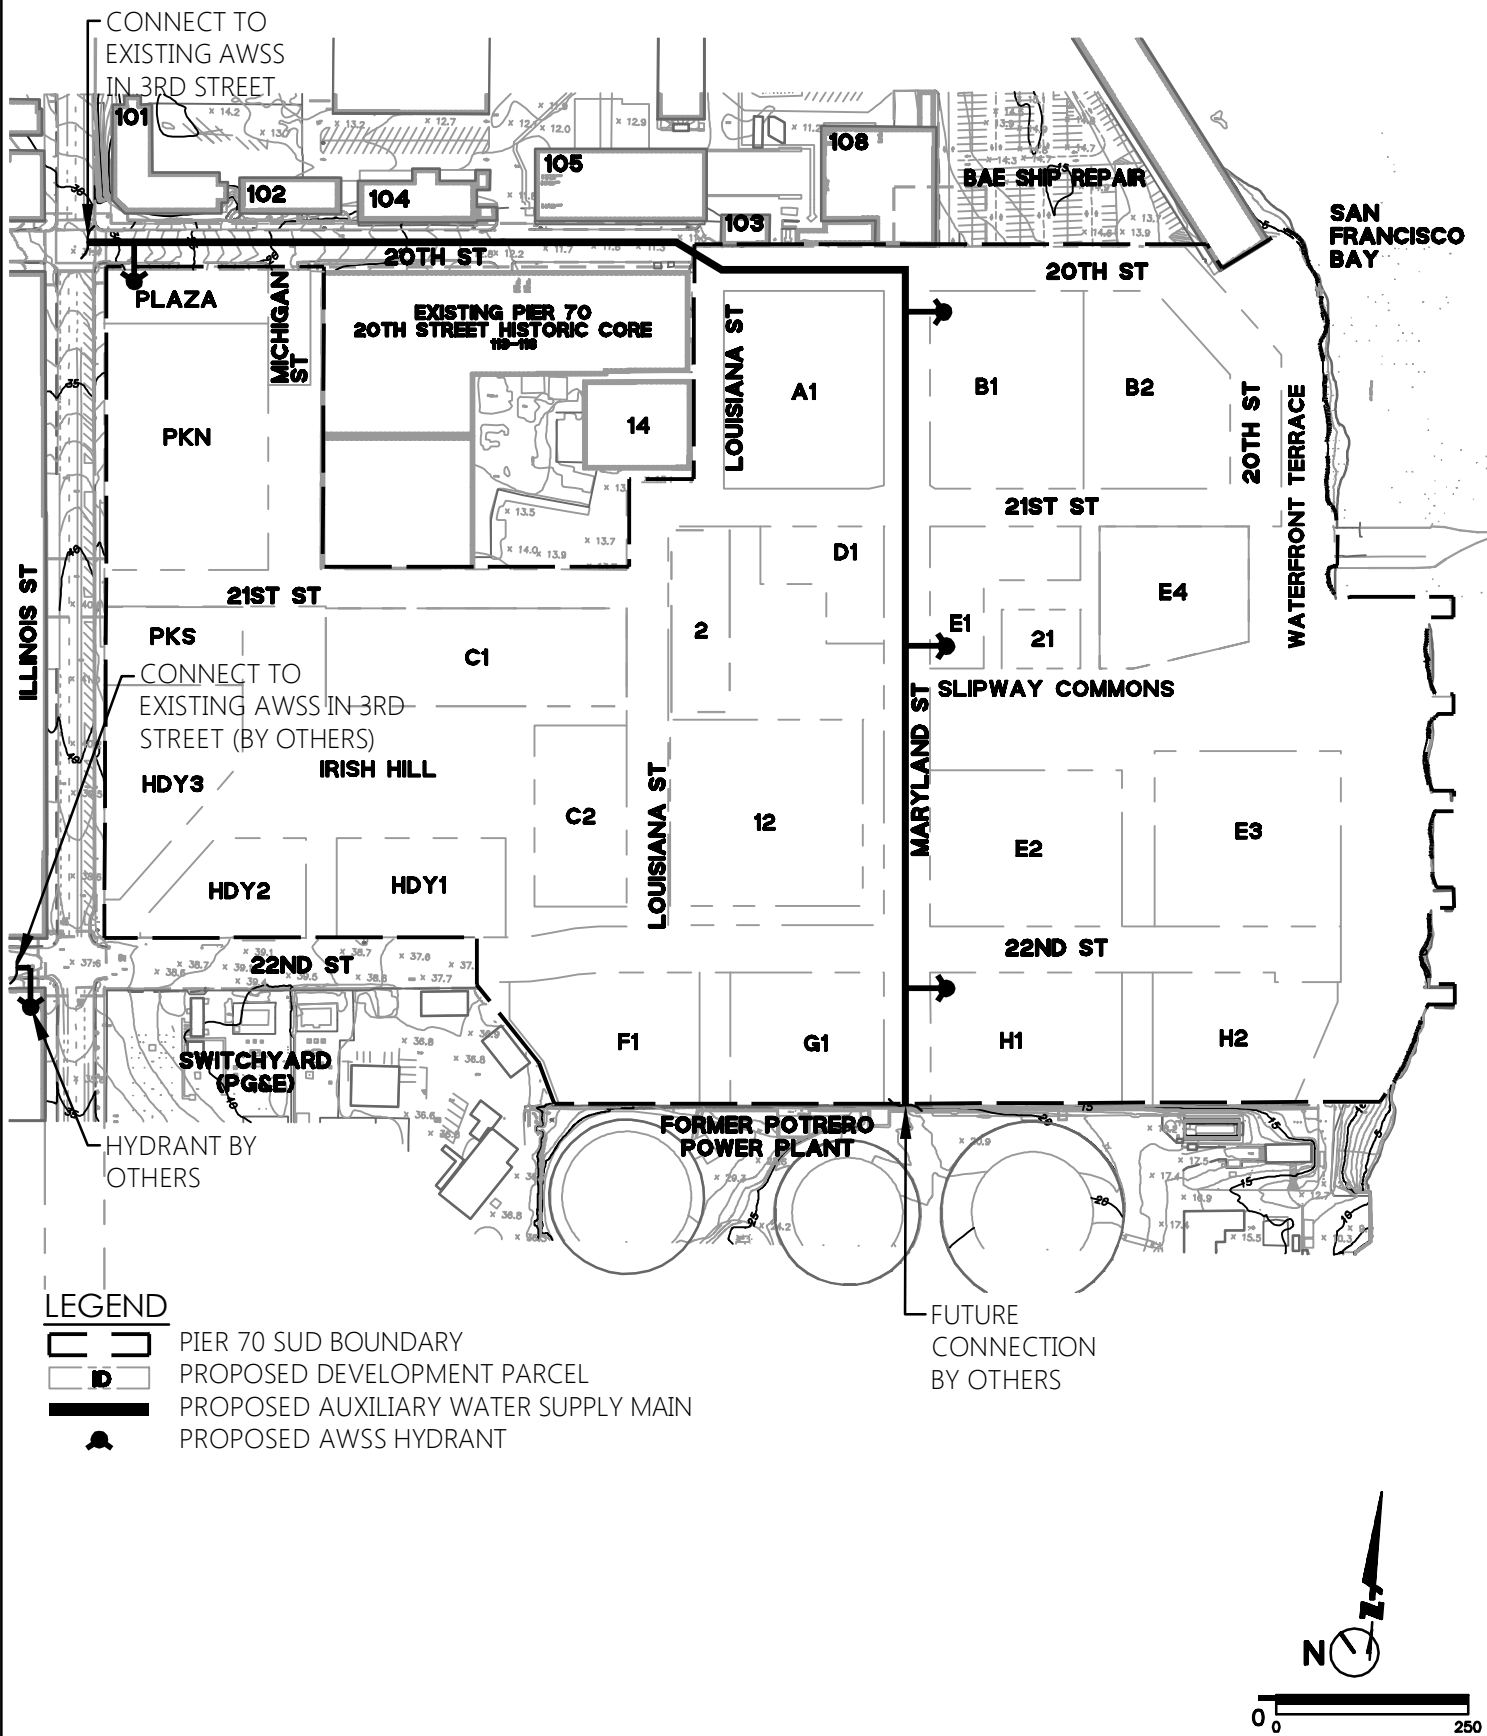 CONNECT TO
EXISTING AWSS
IN 3RD STREET
101
102
104
105
103
108
BAE SHIP REPAIR
SAN
FRANCISCO
BAY
20TH ST
20TH ST
PLAZA
MICHIGAN
ST
EXISTING PIER 70
20TH STREET HISTORIC CORE
LOUISIANA ST
A1
B1
B2
20TH ST
WATERFRONT TERRACE
PKN
14
21ST ST
D1
E4
ILLINOIS ST
21ST ST
PKS
C1
2
E1
21
CONNECT TO
EXISTING AWSS IN 3RD
STREET (BY OTHERS)
SLIPWAY COMMONS
MARYLAND ST
HDY3
IRISH HILL
LOUISIANA ST
C2
12
E2
E3
HDY2
HDY1
22ND ST
22ND ST
SWITCHYARD
(PG&E)
F1
G1
H1
H2
FORMER POTRERO
POWER PLANT
HYDRANT BY
OTHERS
FUTURE
CONNECTION
BY OTHERS
LEGEND
PIER 70 SUD BOUNDARY
ID
PROPOSED DEVELOPMENT PARCEL
PROPOSED AUXILIARY WATER SUPPLY MAIN
PROPOSED AWSS HYDRANT
N
0
0
250